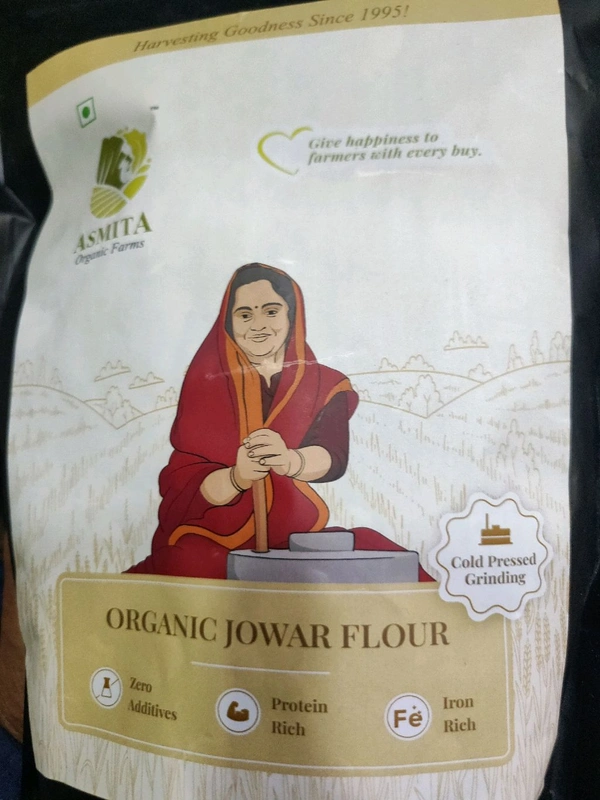 Harvesting Goodness Since 1995!
Give happiness to
farmers with every buy.
ASMITA
Organic Farms
Cold Pressed
Grinding
ORGANIC JOWAR FLOUR
Zero
Additives
Protein
Rich
Fe
Iron
Rich